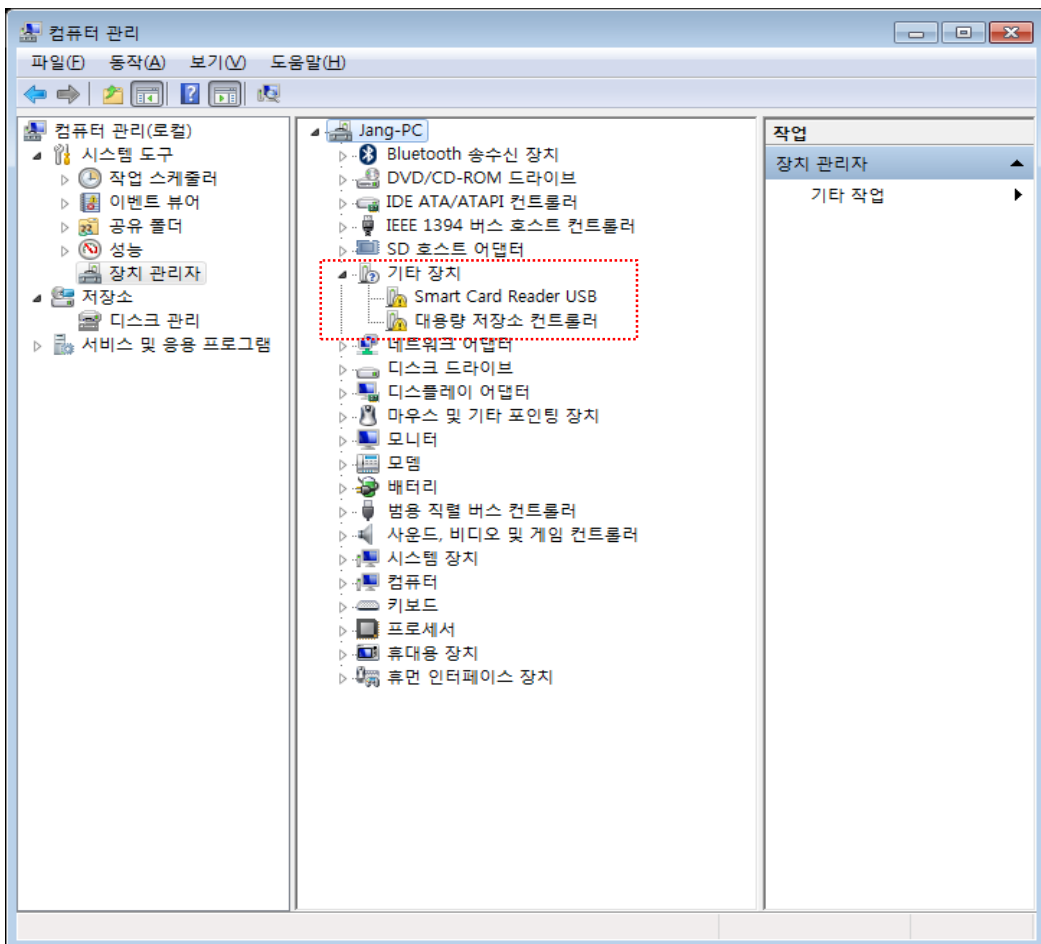 컴퓨터 관리
파일(F) 동작(A) 보기(V) 도움말(H)
컴퓨터 관리(로컬)
시스템 도구
작업 스케줄러
이벤트 뷰어
공유 폴더
성능
장치 관리자
저장소
디스크 관리
서비스 및 응용 프로그램
Jang-PC
Bluetooth 송수신 장치
DVD/CD-ROM 드라이브
IDE ATA/ATAPI 컨트롤러
IEEE 1394 버스 호스트 컨트롤러
SD 호스트 어댑터
기타 장치
Smart Card Reader USB
대용량 저장소 컨트롤러
네트워크 어댑터
디스크 드라이브
디스플레이 어댑터
마우스 및 기타 포인팅 장치
모니터
모뎀
배터리
범용 직렬 버스 컨트롤러
사운드, 비디오 및 게임 컨트롤러
시스템 장치
컴퓨터
키보드
프로세서
휴대용 장치
휴먼 인터페이스 장치
작업
장치 관리자
기타 작업